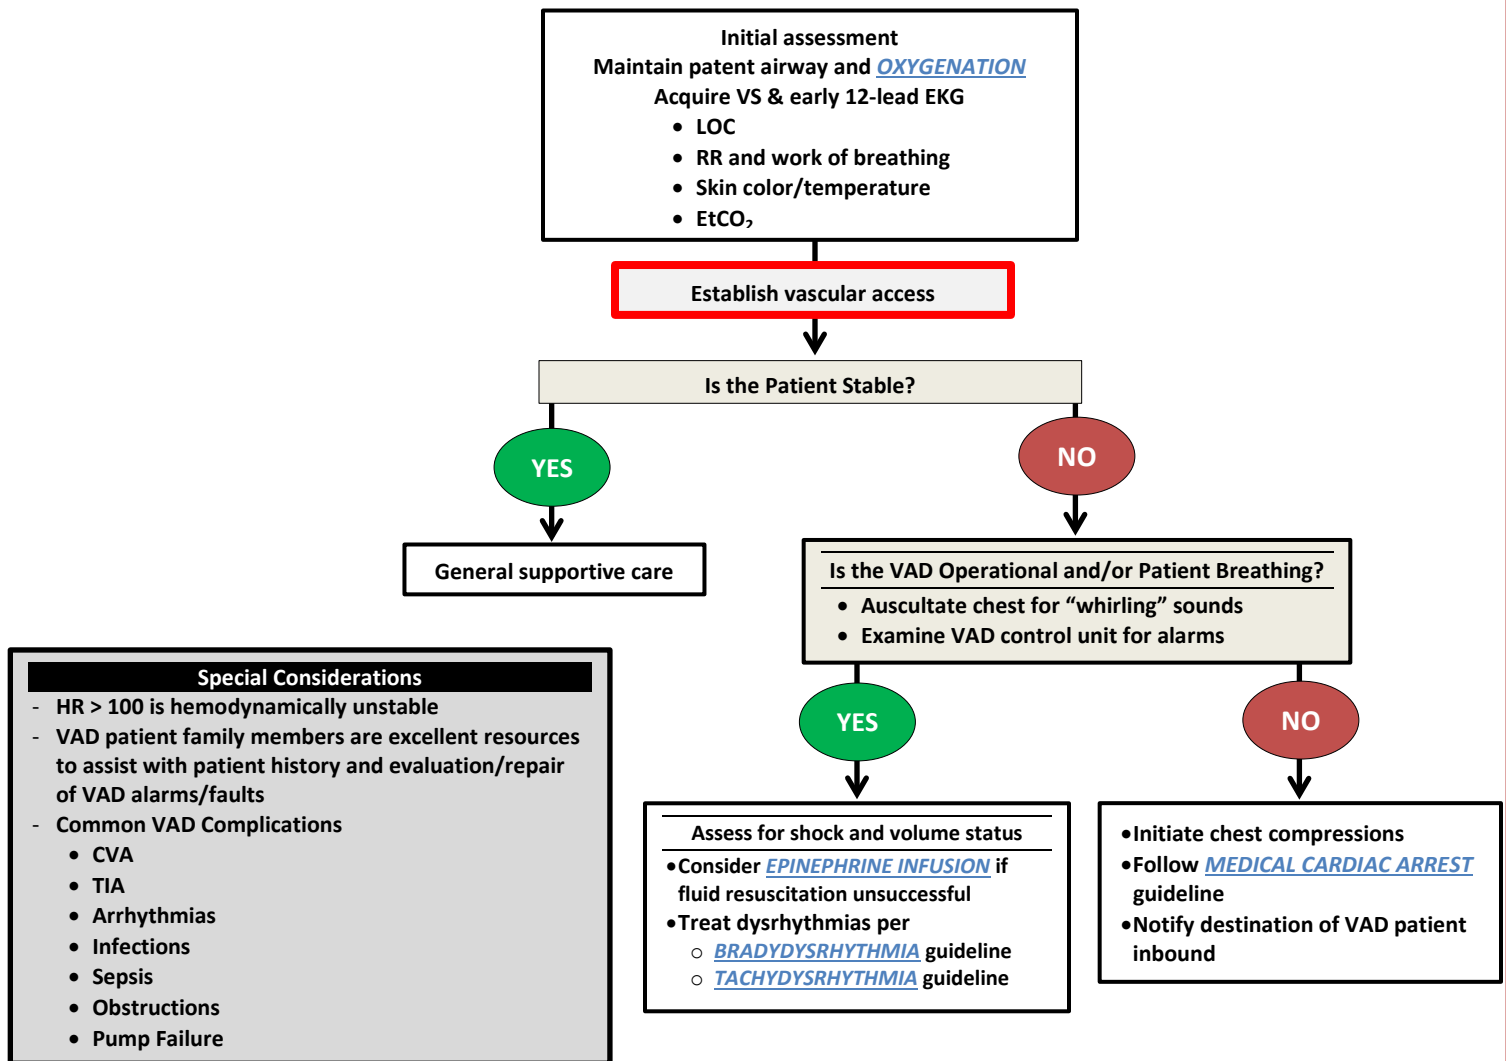 Initial assessment
Maintain patent airway and OXYGENATION
Acquire VS & early 12-lead EKG
• LOC
• RR and work of breathing
• Skin color/temperature
• EtCO₂
Establish vascular access
Is the Patient Stable?
YES
NO
General supportive care
Is the VAD Operational and/or Patient Breathing?
• Auscultate chest for “whirling” sounds
• Examine VAD control unit for alarms
YES
NO
Assess for shock and volume status
•Consider EPINEPHRINE INFUSION if
fluid resuscitation unsuccessful
•Treat dysrhythmias per
o BRADYDYSRHYTHMIA guideline
o TACHYDYSRHYTHMIA guideline
•Initiate chest compressions
•Follow MEDICAL CARDIAC ARREST
guideline
•Notify destination of VAD patient
inbound
Special Considerations
- HR > 100 is hemodynamically unstable
- VAD patient family members are excellent resources
to assist with patient history and evaluation/repair
of VAD alarms/faults
- Common VAD Complications
• CVA
• TIA
• Arrhythmias
• Infections
• Sepsis
• Obstructions
• Pump Failure